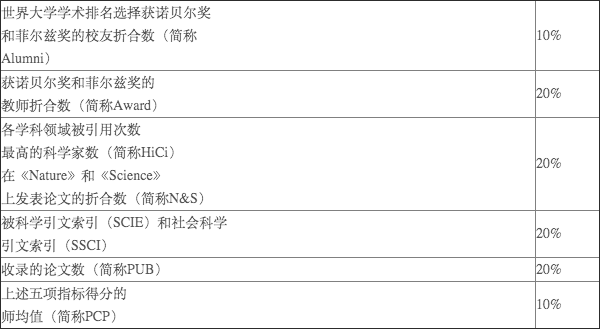 世界大学学术排名选择获诺贝尔奖
和菲尔兹奖的校友折合数（简称
Alumni）
10%
获诺贝尔奖和菲尔兹奖的
教师折合数（简称Award）
20%
各学科领域被引用次数
最高的科学家数（简称HiCi）
在《Nature》和《Science》
上发表论文的折合数（简称N&S）
20%
被科学引文索引（SCIE）和社会科学
引文索引（SSCI）
20%
收录的论文数（简称PUB）
20%
上述五项指标得分的
师均值（简称PCP）
10%